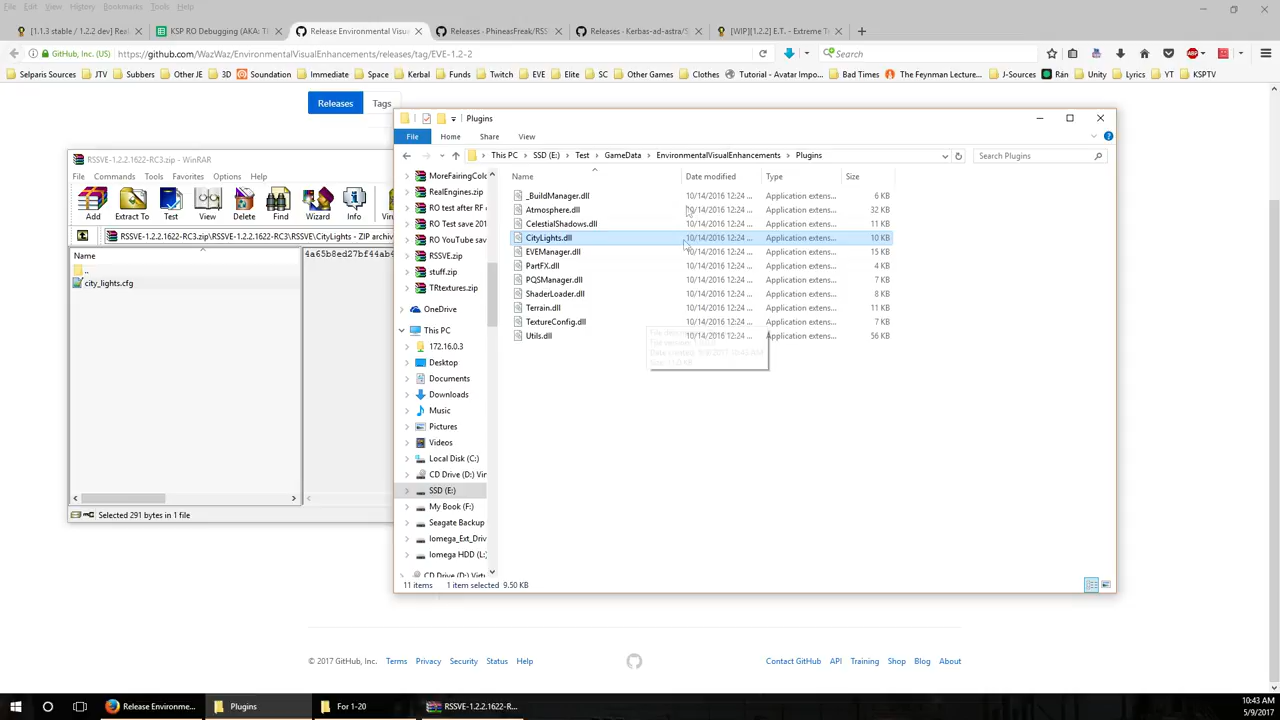 File Edit View History Bookmarks Tools Help
[1.1.3 stable / 1.2.2 dev] Real
KSP RO Debugging (AKA: Ti
Release Environmental Visu
Releases · PhineasFreak/RSS
Releases · Kerbas-ad-astra/S
[WIP][1.2.2] E.T. - Extreme T
GitHub, Inc. (US) https://github.com/WazWaz/EnvironmentalVisualEnhancements/releases/tag/EVE-1.2-2
Search
ABP
Selparis Sources JTV Subbers Other JE 3D Soundation Immediate Space Kerbal Funds Twitch EVE Elite SC Other Games Clothes Tutorial - Avatar Impo... Bad Times The Feynman Lecture... J-Sources Rán Unity Lyrics YT KSPTV
Releases Tags
RSSVE-1.2.2.1622-RC3.zip - WinRAR
File Commands Tools Favorites Options Help
Add Extract To Test View Delete Find Wizard Info
RSSVE-1.2.2.1622-RC3.zip\RSSVE-1.2.2.1622-RC3\RSSVE\CityLights - ZIP archiv
Name
..
city_lights.cfg
4a65b8ed27bf44ab4
Selected 291 bytes in 1 file
Plugins
File Home Share View
This PC SSD (E:) Test GameData EnvironmentalVisualEnhancements Plugins
Search Plugins
MoreFairingColo
RealEngines.zip
RO test after RF c
RO Test save 201
RO YouTube sav
RSSVE.zip
stuff.zip
TRtextures.zip
OneDrive
This PC
172.16.0.3
Desktop
Documents
Downloads
Music
Pictures
Videos
Local Disk (C:)
CD Drive (D:) Vir
SSD (E:)
My Book (F:)
Seagate Backup
Iomega_Ext_Driv
Iomega HDD (L:)
CD Drive (D:) Virtu
Name Date modified Type Size
_BuildManager.dll 10/14/2016 12:24 ... Application extens... 6 KB
Atmosphere.dll 10/14/2016 12:24 ... Application extens... 32 KB
CelestialShadows.dll 10/14/2016 12:24 ... Application extens... 11 KB
CityLights.dll 10/14/2016 12:24 ... Application extens... 10 KB
EVEManager.dll 10/14/2016 12:24 ... Application extens... 15 KB
PartFX.dll 10/14/2016 12:24 ... Application extens... 4 KB
PQSManager.dll 10/14/2016 12:24 ... Application extens... 7 KB
ShaderLoader.dll 10/14/2016 12:24 ... Application extens... 8 KB
Terrain.dll 10/14/2016 12:24 ... Application extens... 11 KB
TextureConfig.dll 10/14/2016 12:24 ... Application extens... 7 KB
Utils.dll 10/14/2016 12:24 ... Application extens... 56 KB
11 items 1 item selected 9.50 KB
© 2017 GitHub, Inc. Terms Privacy Security Status Help
Contact GitHub API Training Shop Blog About
Release Environme...
Plugins
For 1-20
RSSVE-1.2.2.1622-R...
10:43 AM
5/9/2017